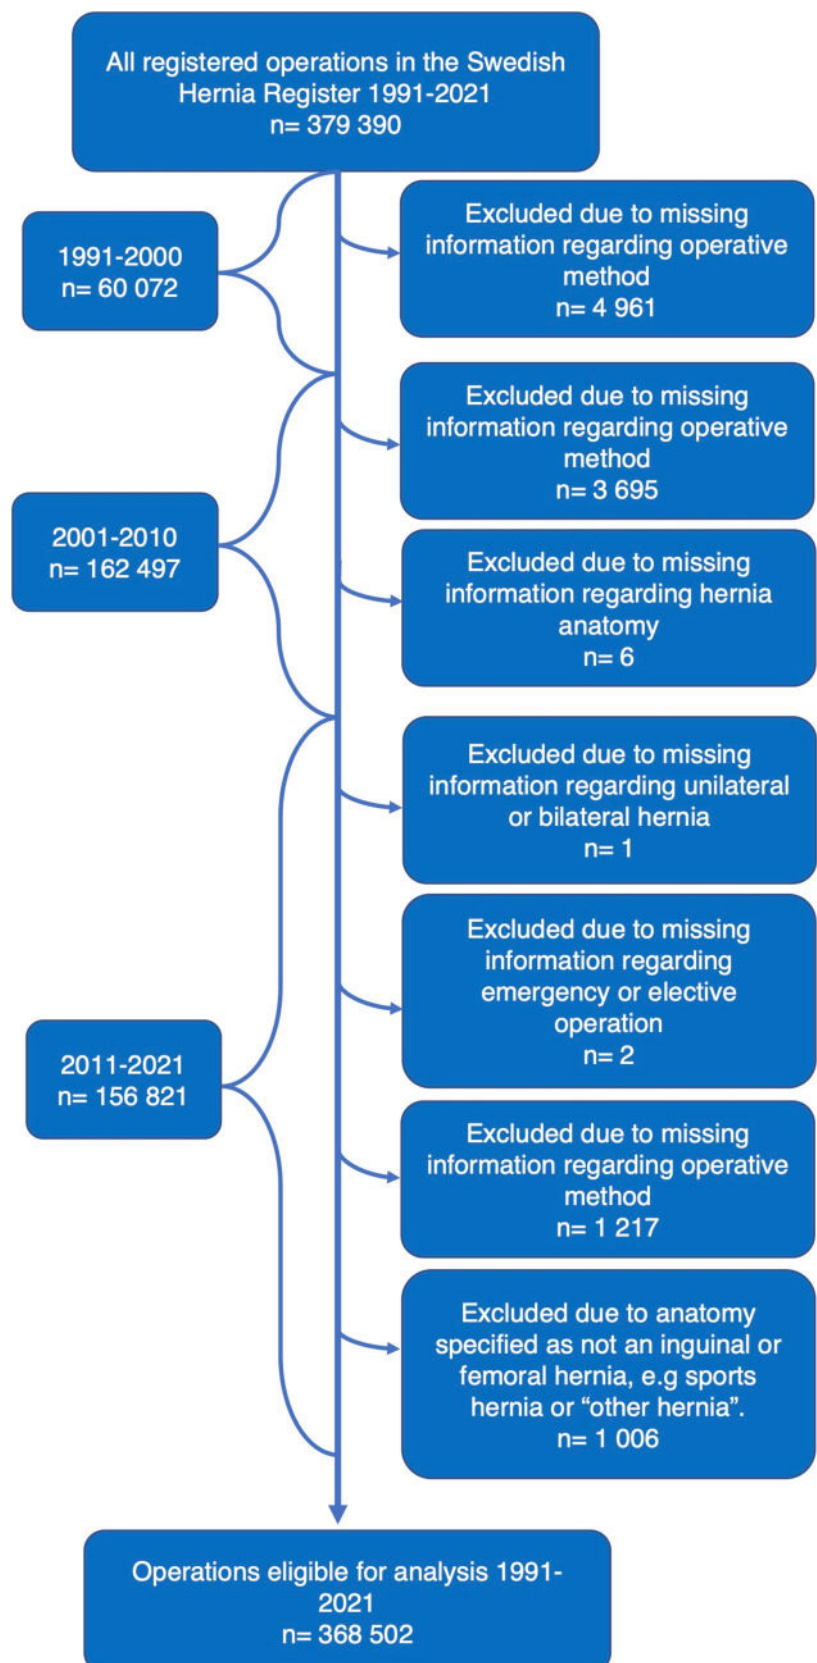 All registered operations in the Swedish
Hernia Register 1991-2021
n= 379 390
1991-2000
n= 60 072
Excluded due to missing
information regarding operative
method
n= 4 961
Excluded due to missing
information regarding operative
method
n= 3 695
2001-2010
n= 162 497
Excluded due to missing
information regarding hernia
anatomy
n= 6
Excluded due to missing
information regarding unilateral
or bilateral hernia
n= 1
Excluded due to missing
information regarding
emergency or elective
operation
n= 2
2011-2021
n= 156 821
Excluded due to missing
information regarding operative
method
n= 1 217
Excluded due to anatomy
specified as not an inguinal or
femoral hernia, e.g sports
hernia or “other hernia”.
n= 1 006
Operations eligible for analysis 1991-
2021
n= 368 502